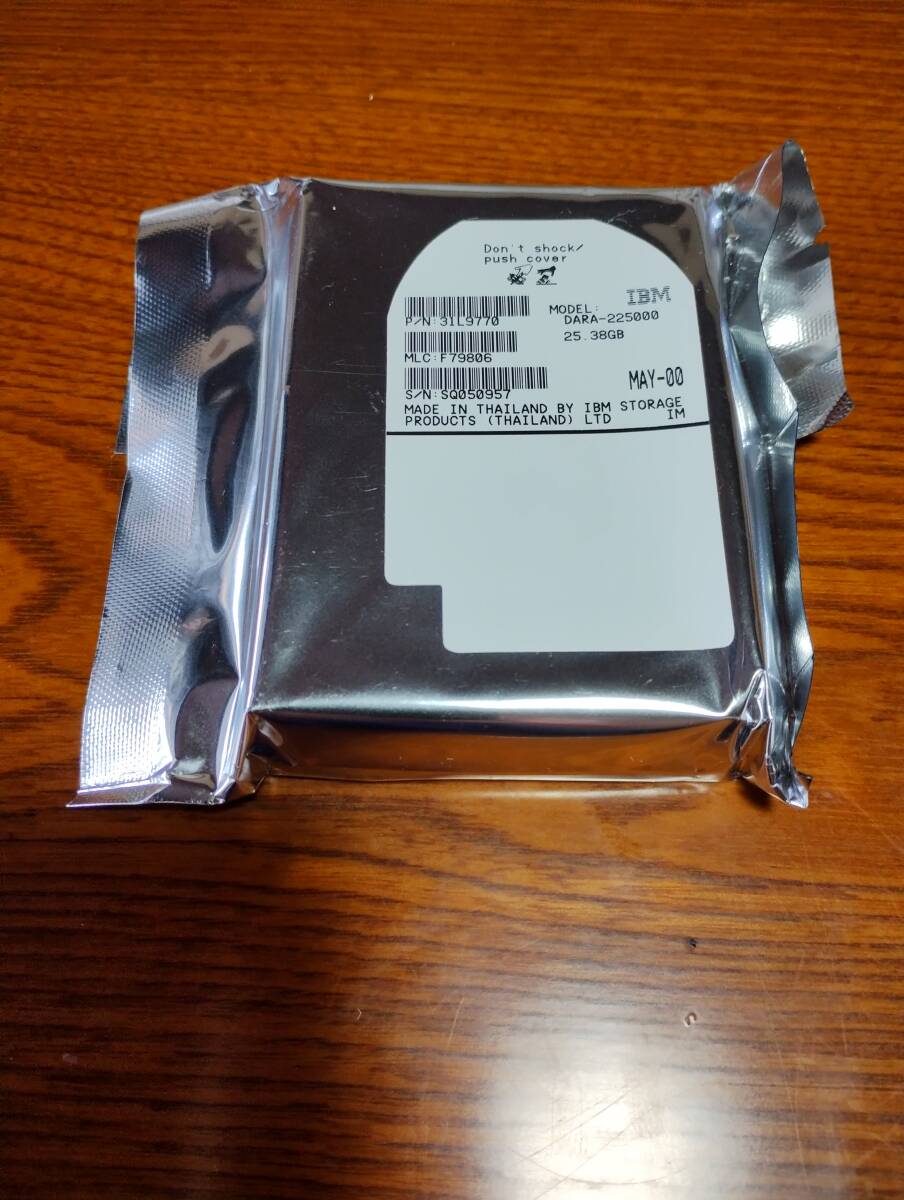 Don't shock/
push cover
IBM
P/N:31L9770
MODEL:
DARA-225000
25.38GB
MLC:F79806
MAY-00
S/N:SQ050957
MADE IN THAILAND BY IBM STORAGE
PRODUCTS (THAILAND) LTD IM